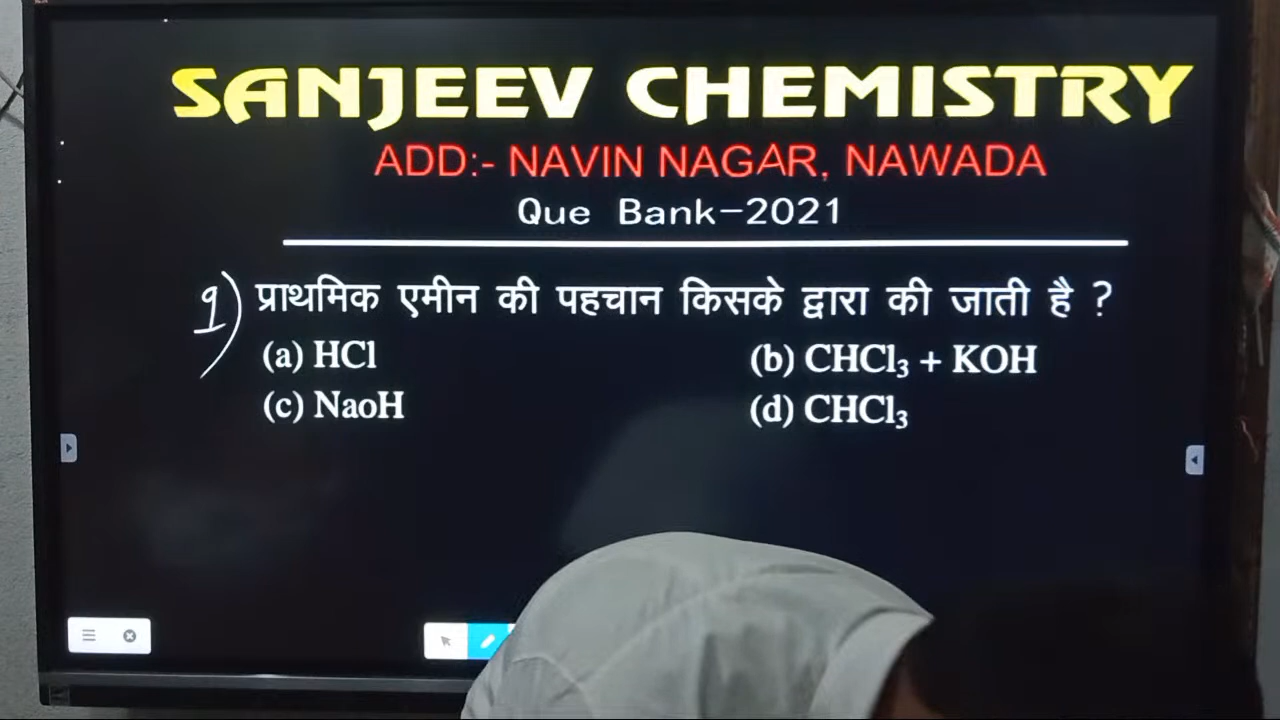 SANJEEV CHEMISTRY
ADD:- NAVIN NAGAR, NAWADA
Que Bank-2021
1) प्राथमिक एमीन की पहचान किसके द्वारा की जाती है ?
(a) HCl (b) CHCl₃ + KOH
(c) NaoH (d) CHCl₃